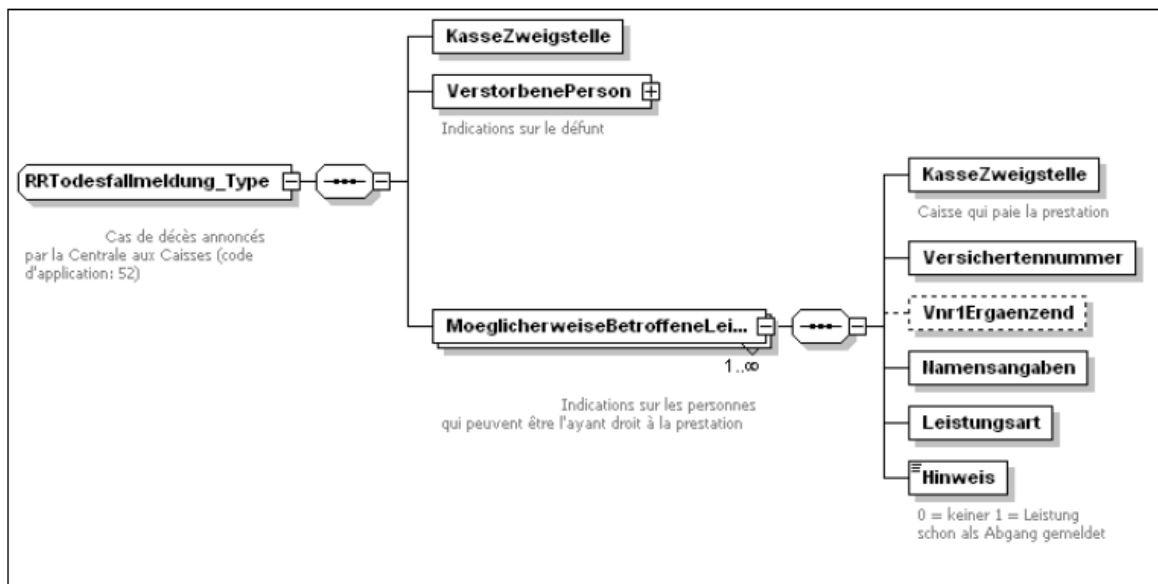 KasseZweigstelle
VerstorbenePerson
Indications sur le défunt
RRTodesfallmeldung_Type
Cas de décès annoncés
par la Centrale aux Caisses (code
d'application: 52)
MoeglicherweiseBetroffeneLei...
1..∞
Indications sur les personnes
qui peuvent être l'ayant droit à la prestation
KasseZweigstelle
Caisse qui paie la prestation
Versichertennummer
Vnr1Ergaenzend
Namensangaben
Leistungsart
Hinweis
0 = keiner 1 = Leistung
schon als Abgang gemeldet